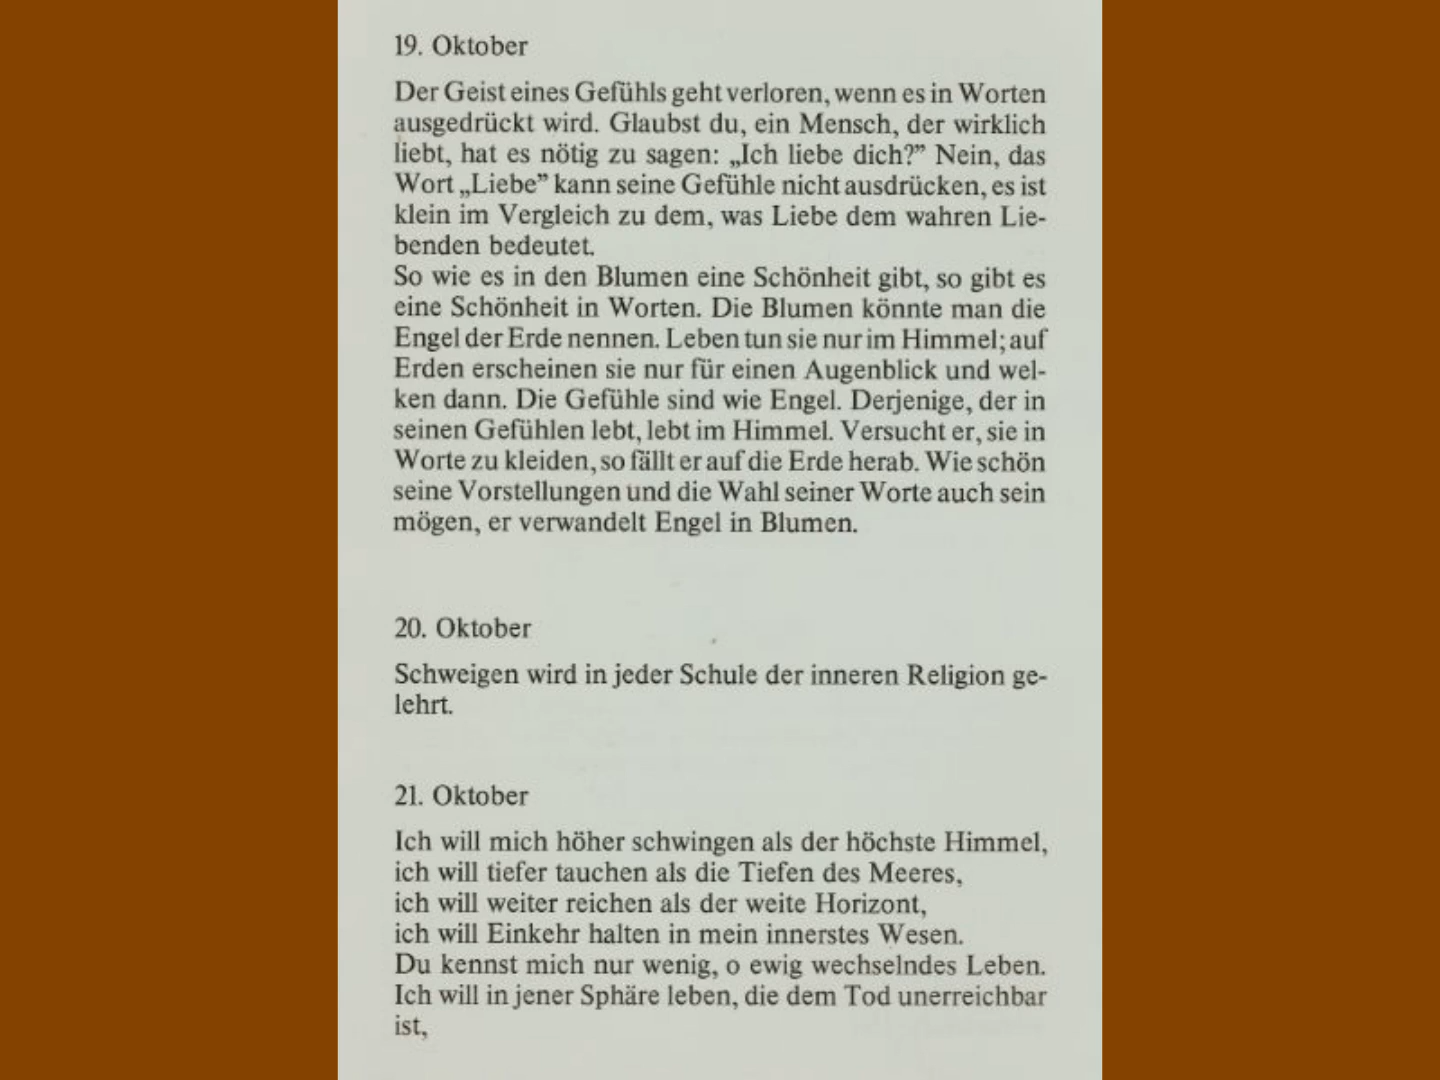 19. Oktober
Der Geist eines Gefühls geht verloren, wenn es in Worten
ausgedrückt wird. Glaubst du, ein Mensch, der wirklich
liebt, hat es nötig zu sagen: „Ich liebe dich?” Nein, das
Wort „Liebe” kann seine Gefühle nicht ausdrücken, es ist
klein im Vergleich zu dem, was Liebe dem wahren Lie-
benden bedeutet.
So wie es in den Blumen eine Schönheit gibt, so gibt es
eine Schönheit in Worten. Die Blumen könnte man die
Engel der Erde nennen. Leben tun sie nur im Himmel; auf
Erden erscheinen sie nur für einen Augenblick und wel-
ken dann. Die Gefühle sind wie Engel. Derjenige, der in
seinen Gefühlen lebt, lebt im Himmel. Versucht er, sie in
Worte zu kleiden, so fällt er auf die Erde herab. Wie schön
seine Vorstellungen und die Wahl seiner Worte auch sein
mögen, er verwandelt Engel in Blumen.
20. Oktober
Schweigen wird in jeder Schule der inneren Religion ge-
lehrt.
21. Oktober
Ich will mich höher schwingen als der höchste Himmel,
ich will tiefer tauchen als die Tiefen des Meeres,
ich will weiter reichen als der weite Horizont,
ich will Einkehr halten in mein innerstes Wesen.
Du kennst mich nur wenig, o ewig wechselndes Leben.
Ich will in jener Sphäre leben, die dem Tod unerreichbar
ist,